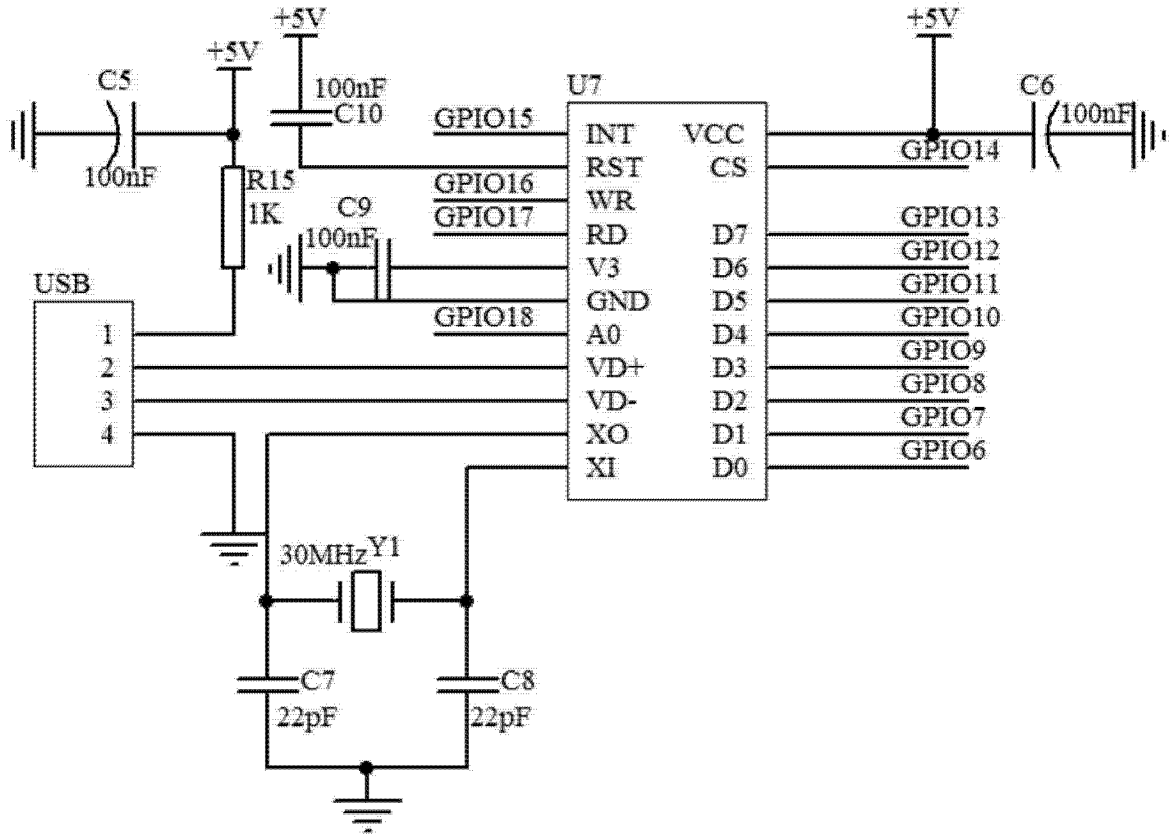 +5V
+5V
+5V
C5
100nF
100nF
C10
U7
C6
100nF
GPIO15
INT
VCC
GPIO14
RST
CS
R15
1K
GPIO16
WR
C9
100nF
GPIO17
RD
D7
GPIO13
V3
D6
GPIO12
USB
GND
D5
GPIO11
1
GPIO18
A0
D4
GPIO10
2
VD+
D3
GPIO9
3
VD-
D2
GPIO8
4
XO
D1
GPIO7
XI
D0
GPIO6
30MHz
Y1
C7
22pF
C8
22pF